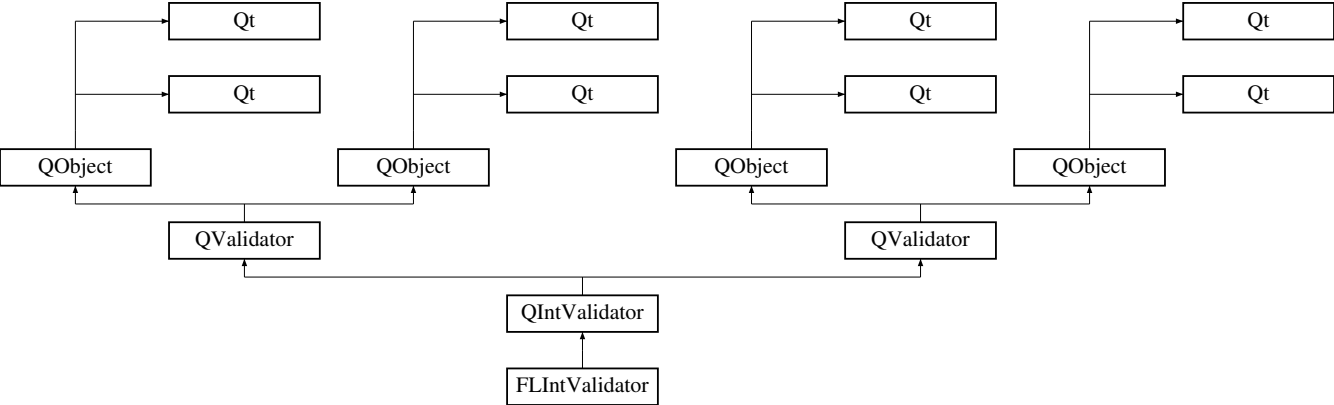 Qt Qt Qt Qt
Qt Qt Qt Qt
QObject QObject QObject QObject
QValidator QValidator
QIntValidator
FLIntValidator